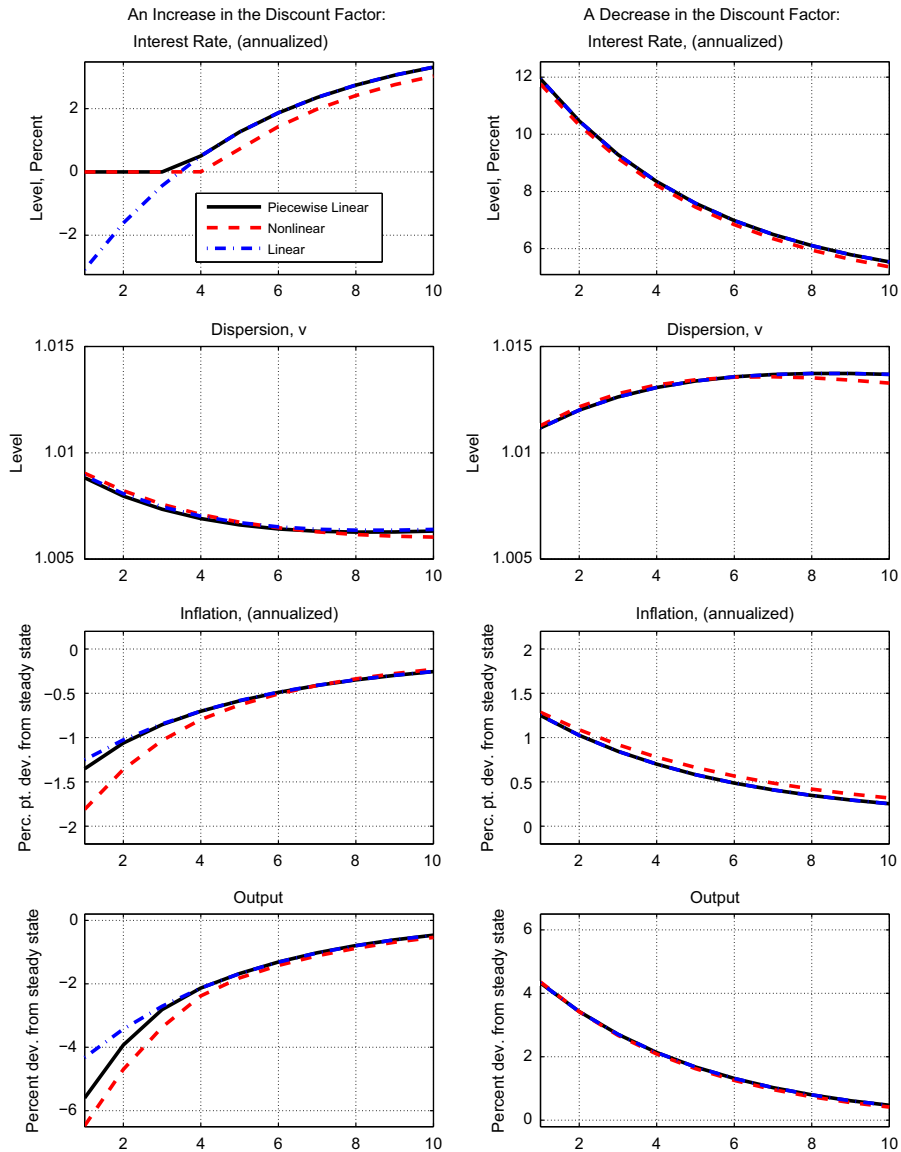 An Increase in the Discount Factor:
Interest Rate, (annualized)
Level, Percent
2
0
−2
Piecewise Linear
Nonlinear
Linear
2 4 6 8 10
A Decrease in the Discount Factor:
Interest Rate, (annualized)
12
10
8
6
2 4 6 8 10
Dispersion, v
Level
1.015
1.01
1.005
2 4 6 8 10
Dispersion, v
1.015
1.01
1.005
2 4 6 8 10
Inflation, (annualized)
Perc. pt. dev. from steady state
0
−0.5
−1
−1.5
−2
2 4 6 8 10
Inflation, (annualized)
Perc. pt. dev. from steady state
2
1.5
1
0.5
0
2 4 6 8 10
Output
Percent dev. from steady state
0
−2
−4
−6
2 4 6 8 10
Output
Percent dev. from steady state
6
4
2
0
2 4 6 8 10